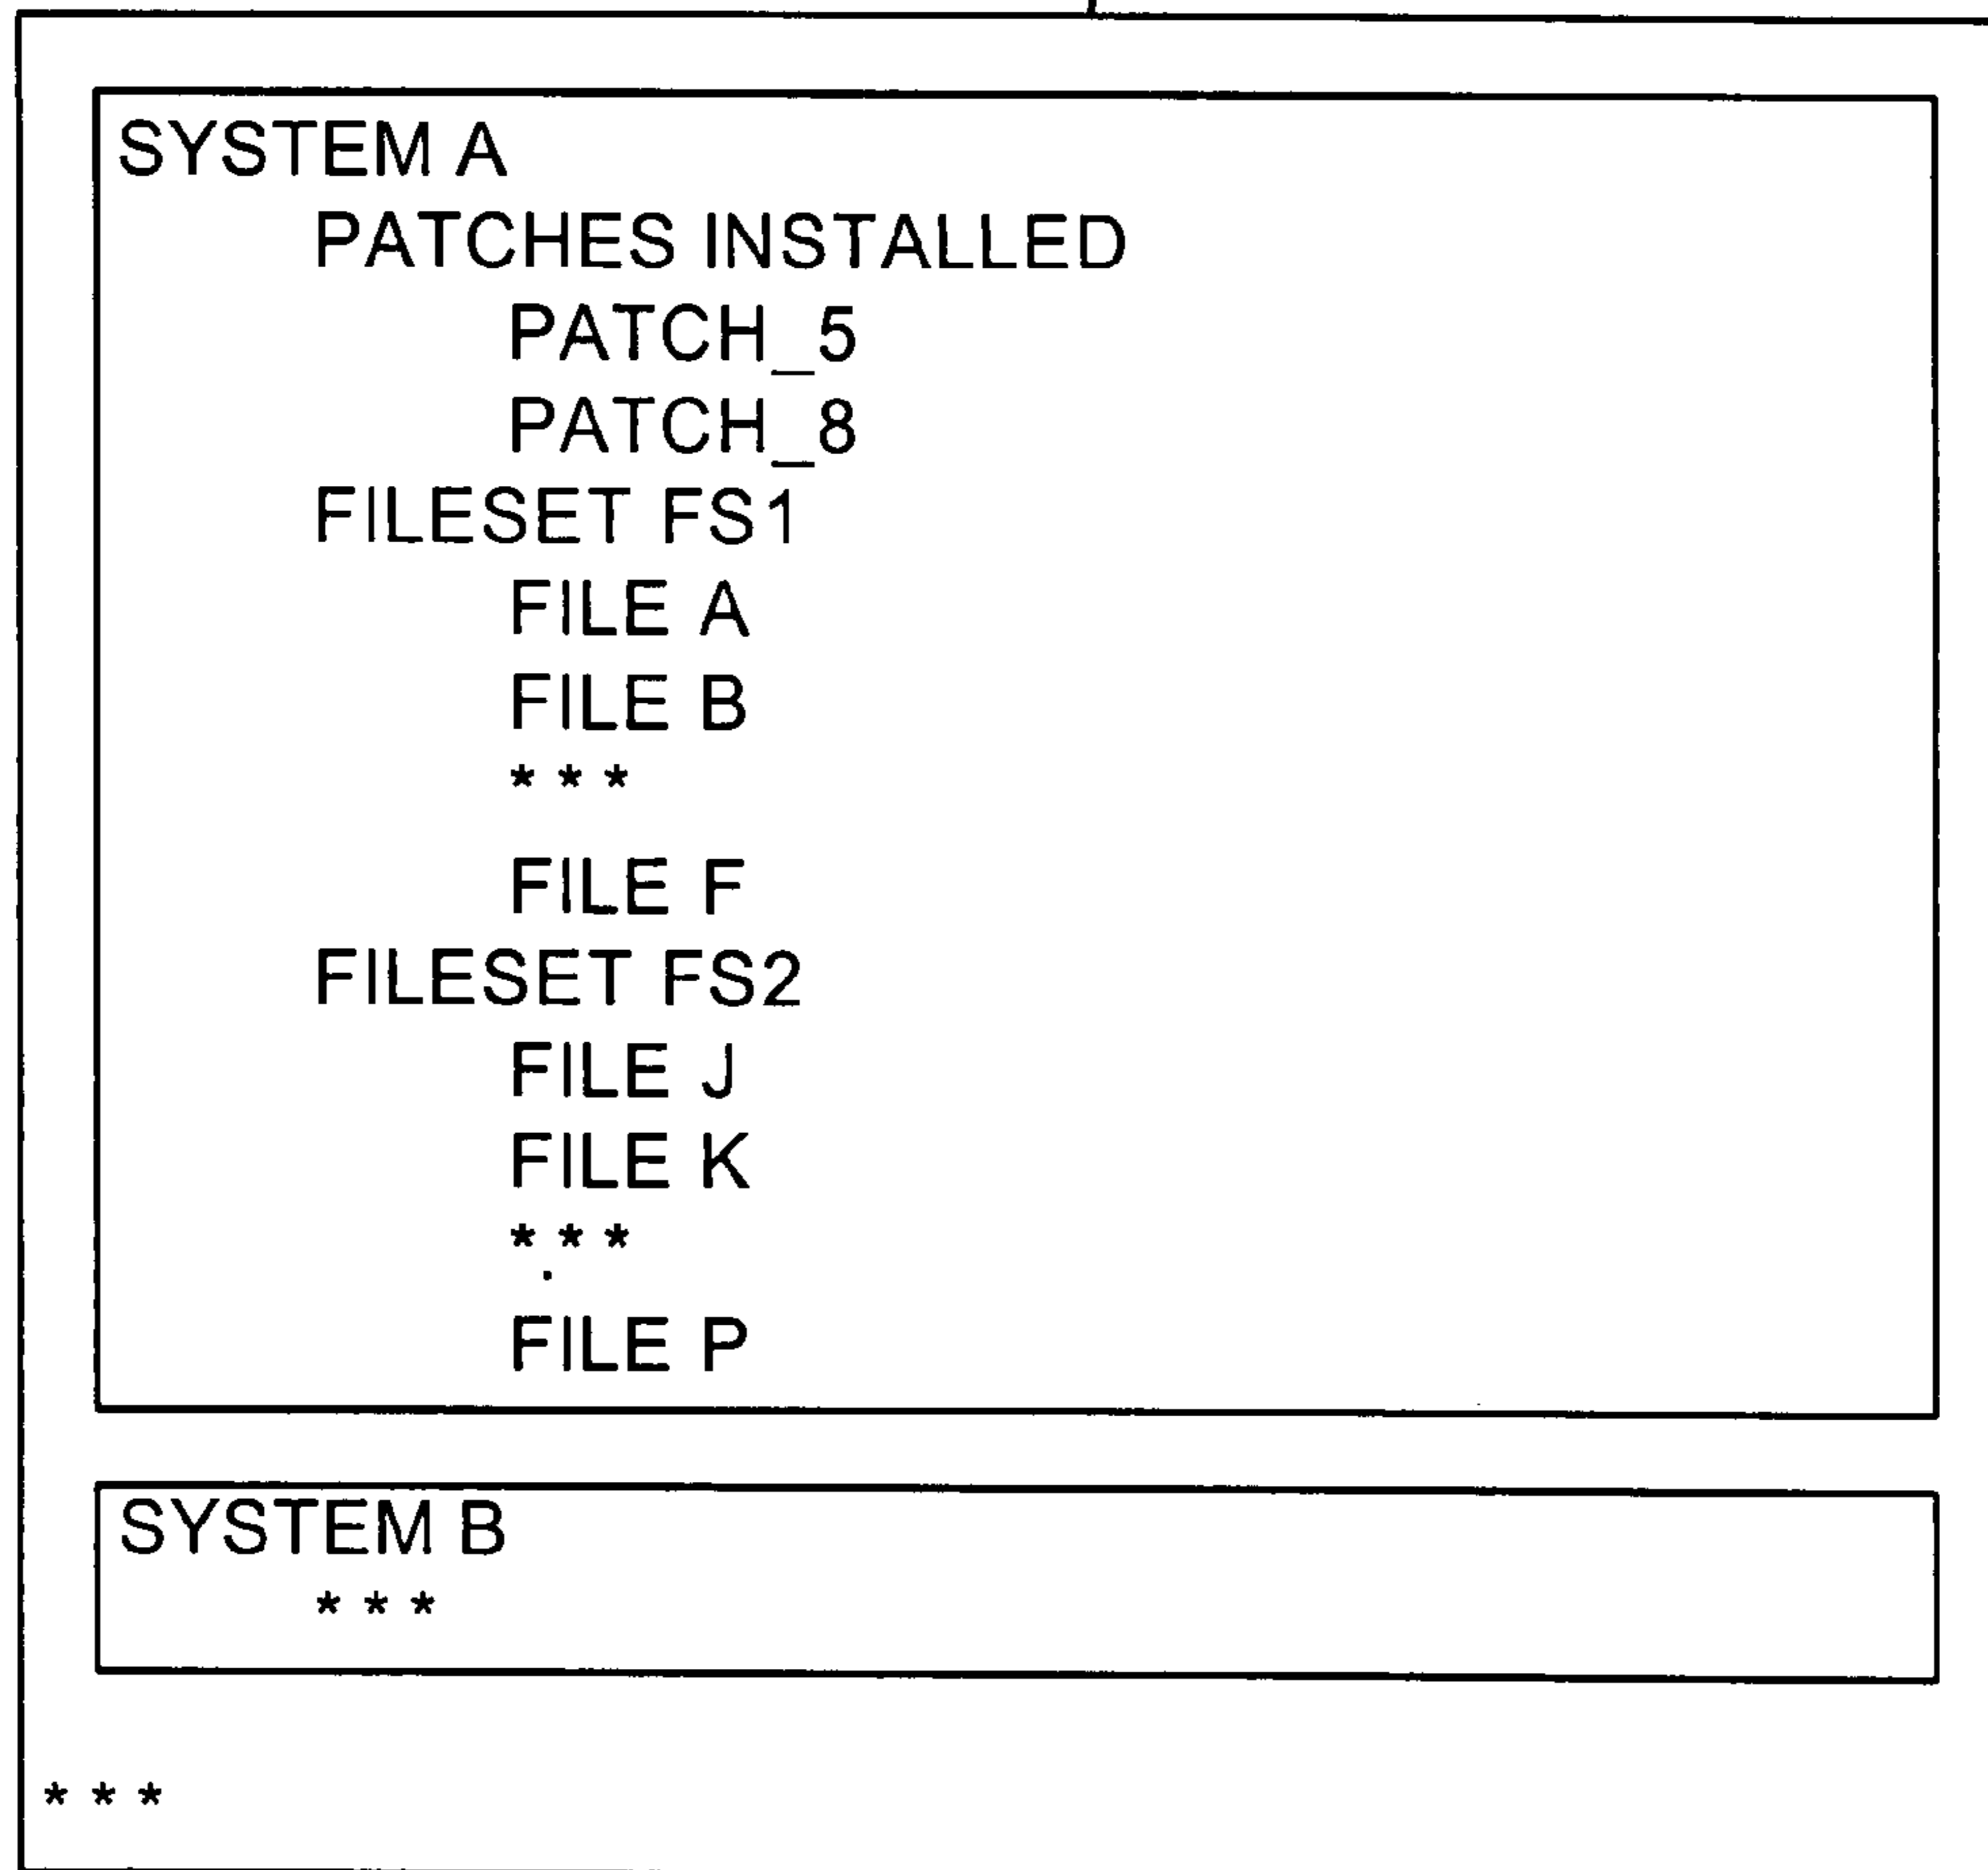 SYSTEM A
PATCHES INSTALLED
PATCH_5
PATCH_8
FILESET FS1
FILE A
FILE B
* * *
FILE F
FILESET FS2
FILE J
FILE K
* * *
FILE P
SYSTEM B
* * *
* * *